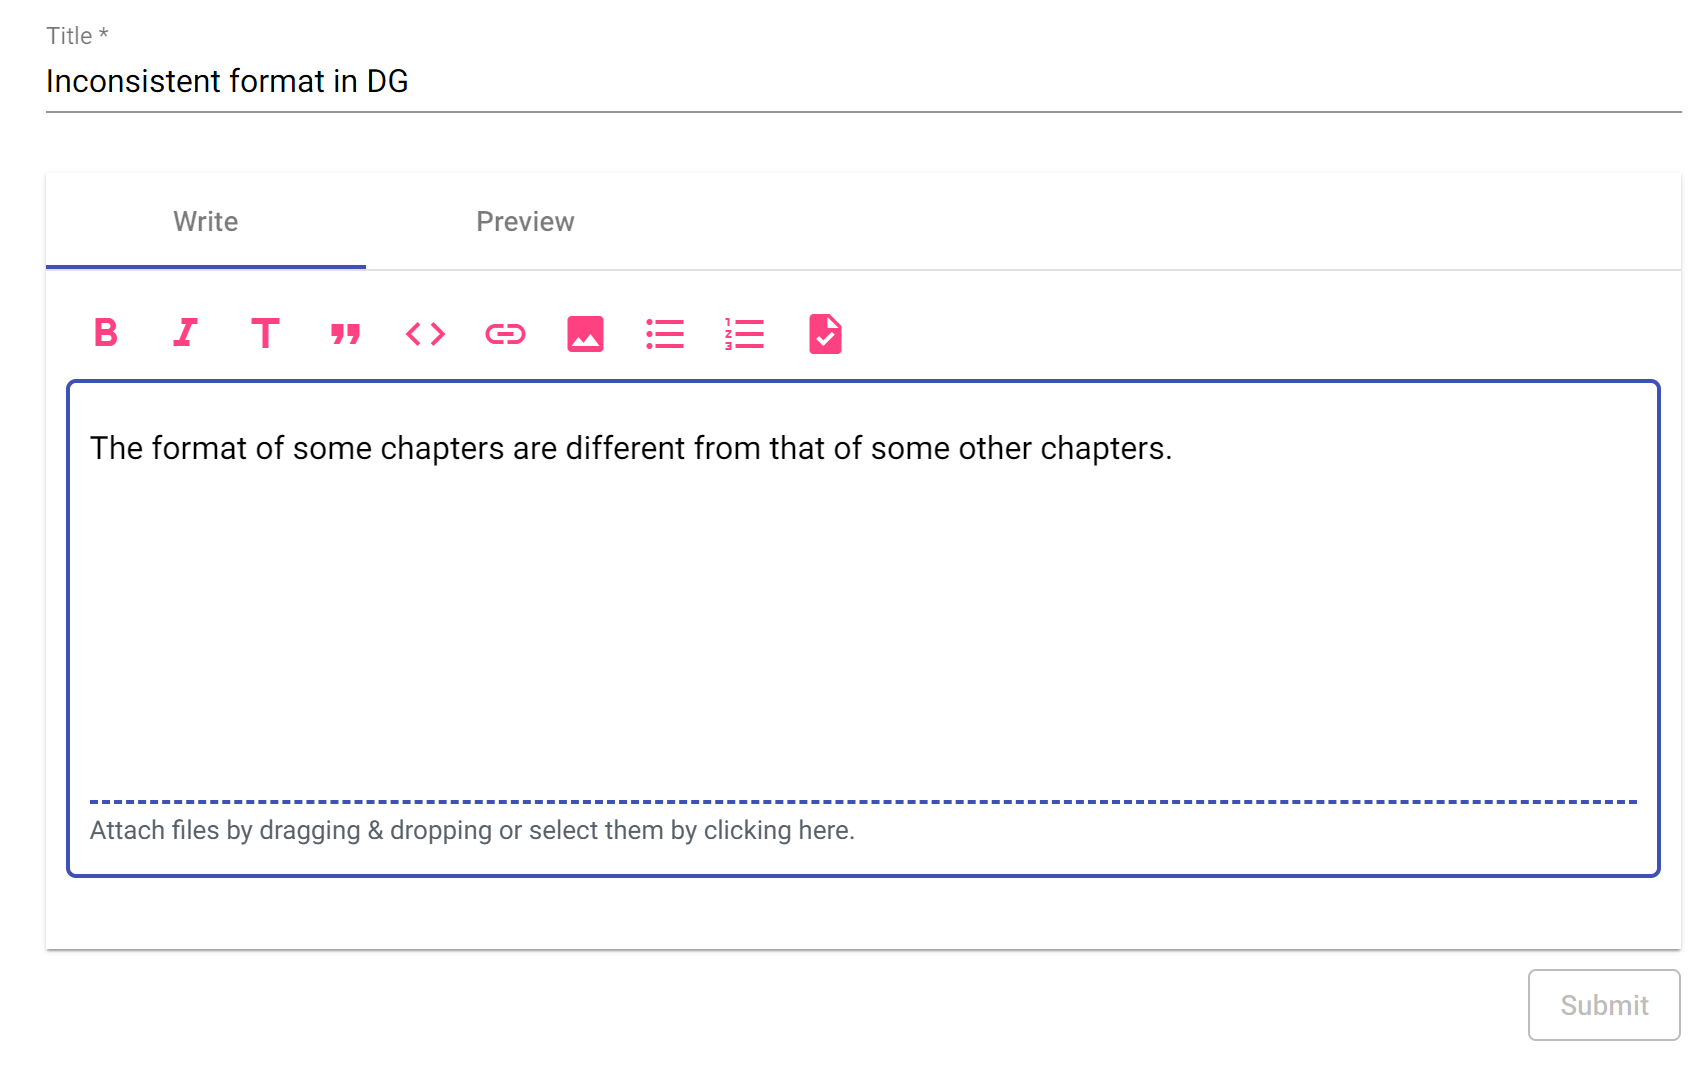 Title *
Inconsistent format in DG
Write Preview
The format of some chapters are different from that of some other chapters.
Attach files by dragging & dropping or select them by clicking here.
Submit